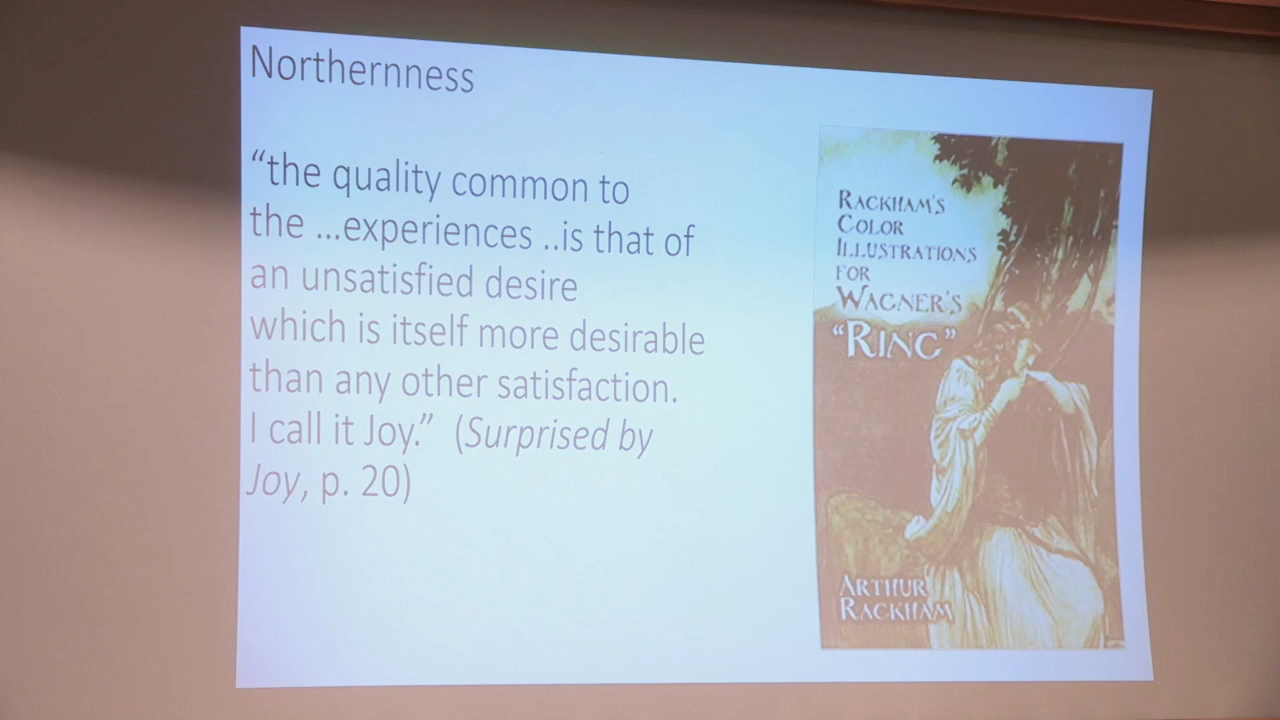 Northernness
“the quality common to
the ...experiences ..is that of
an unsatisfied desire
which is itself more desirable
than any other satisfaction.
I call it Joy.” (Surprised by
Joy, p. 20)
RACKHAM'S
COLOR
ILLUSTRATIONS
FOR
WAGNER'S
“RING”
ARTHUR
RACKHAM